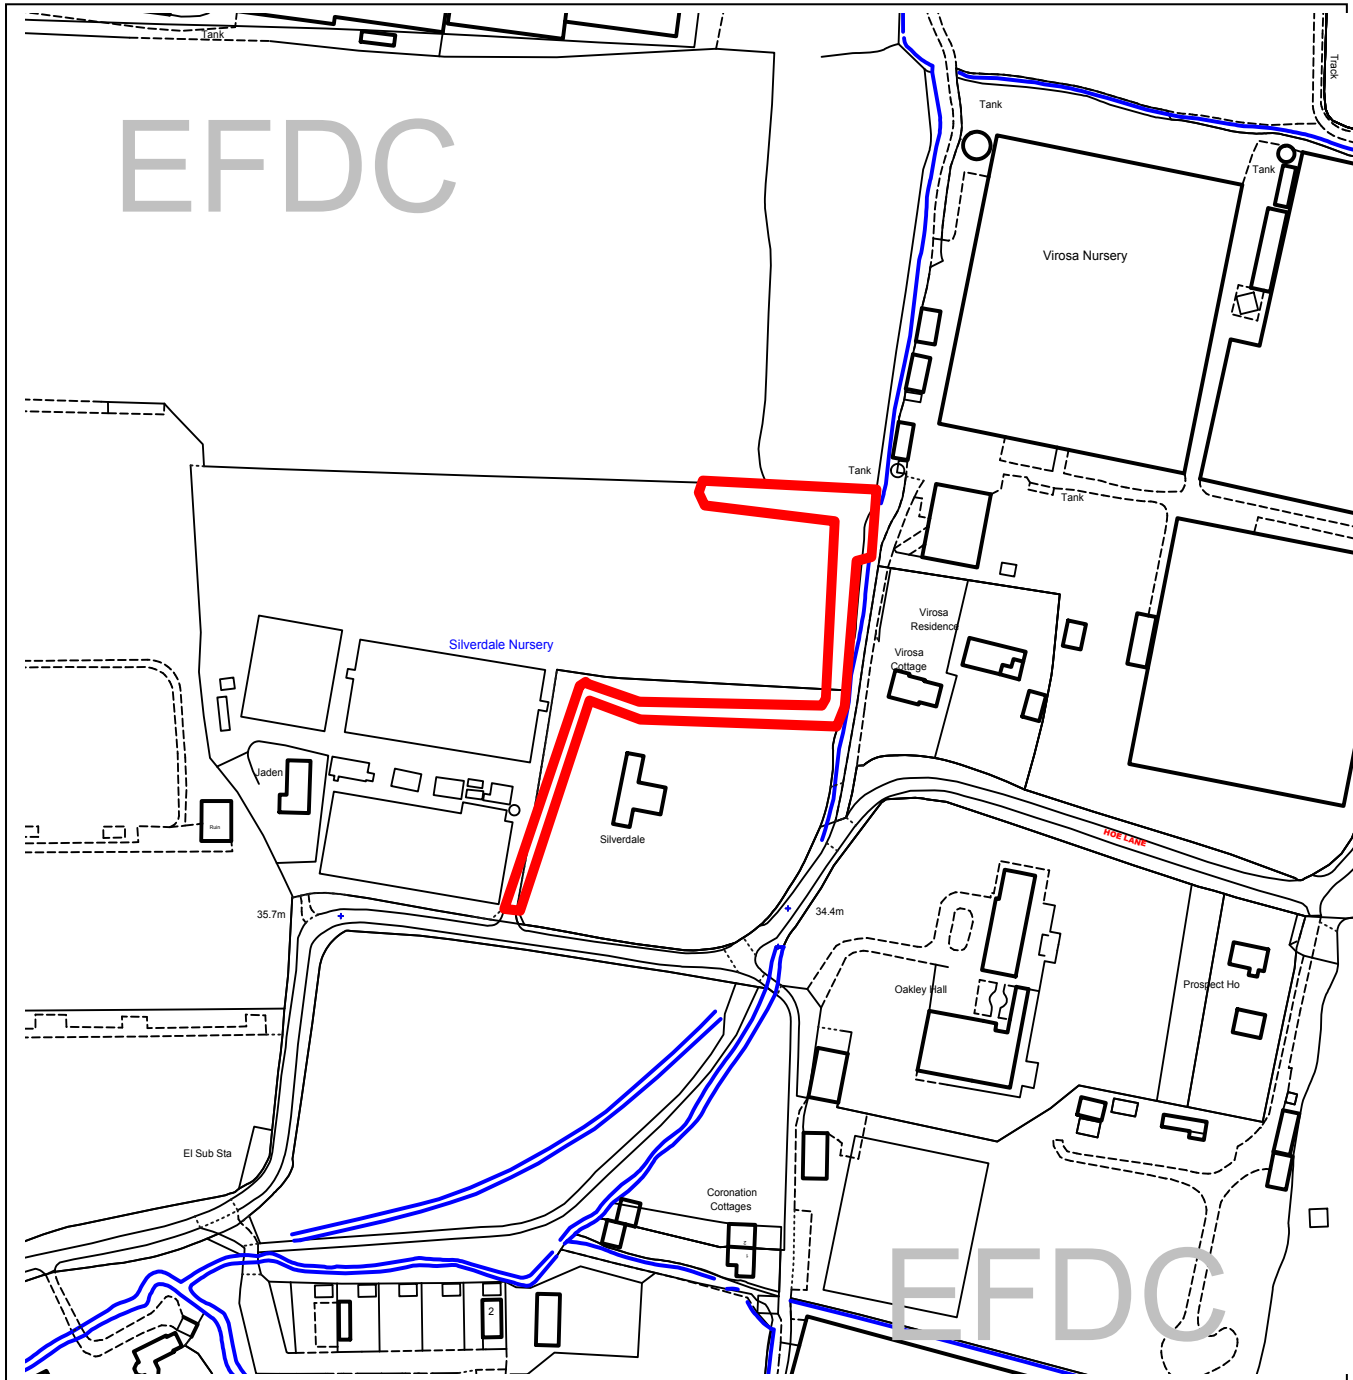 Tank
Track
Tank
EFDC
Tank
Virosa Nursery
Tank
Tank
Virosa
Residence
Silverdale Nursery
Virosa
Cottage
Jaden
Ruin
HOE LANE
Silverdale
35.7m
34.4m
Oakley Hall
Prospect Ho
El Sub Sta
Coronation
Cottages
EFDC
2